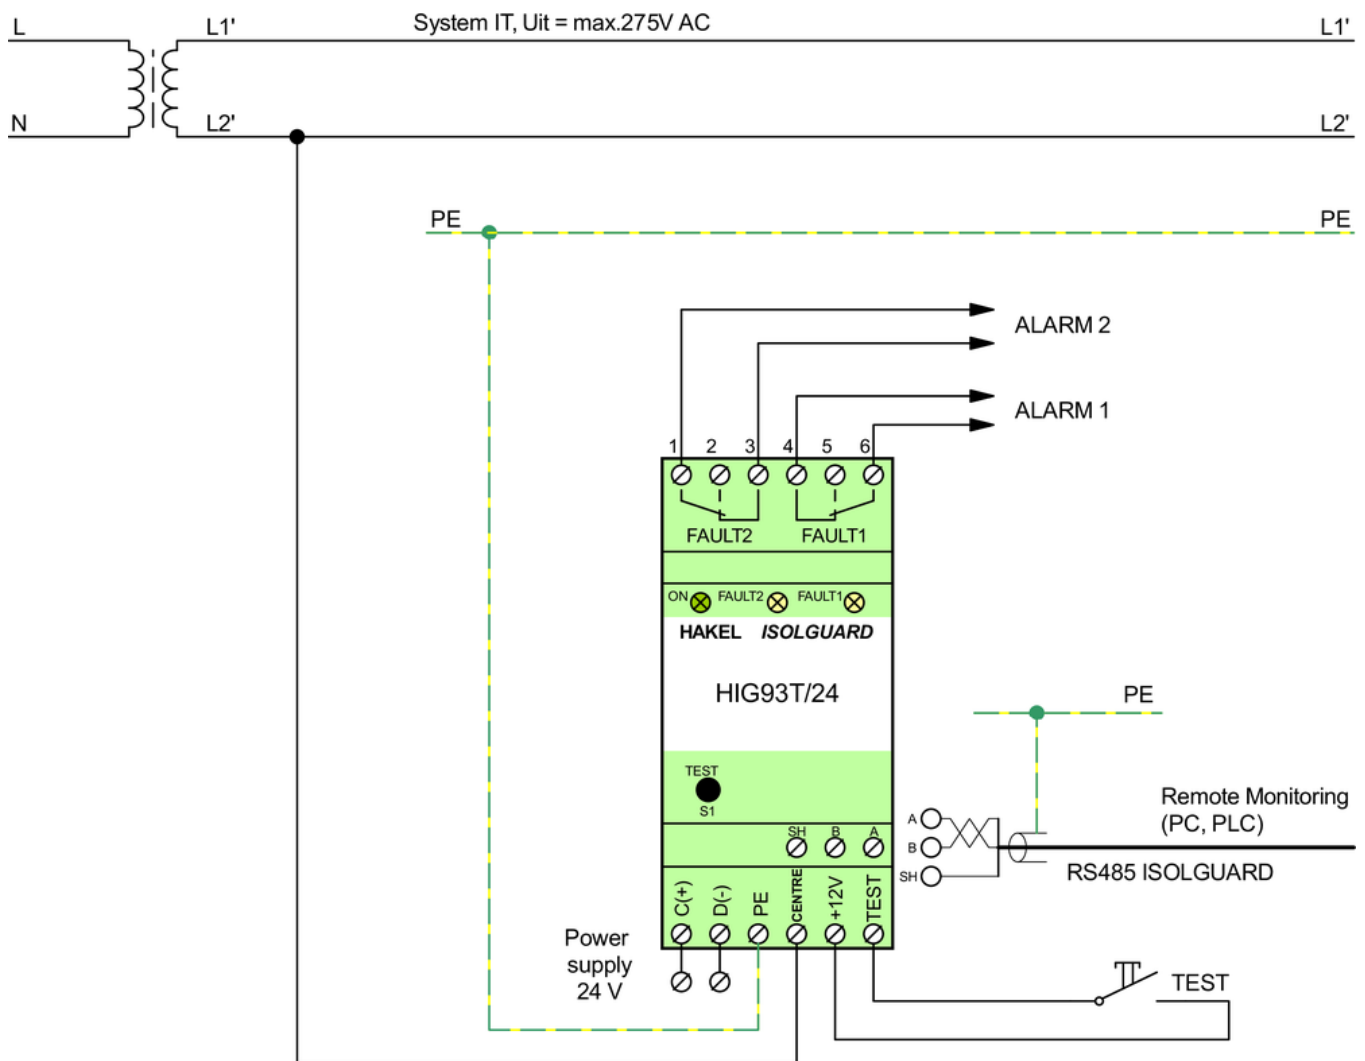 L L1' System IT, Uit = max.275V AC L1'
N L2' L2'
PE PE
ALARM 2
ALARM 1
1 2 3 4 5 6
FAULT2 FAULT1
ON FAULT2 FAULT1
HAKEL ISOLGUARD
HIG93T/24
PE
TEST
S1
Remote Monitoring
(PC, PLC)
A
B
SH
RS485 ISOLGUARD
SH B A
C(+) D(-) PE CENTRE +12V TEST
Power
supply
24 V
TEST